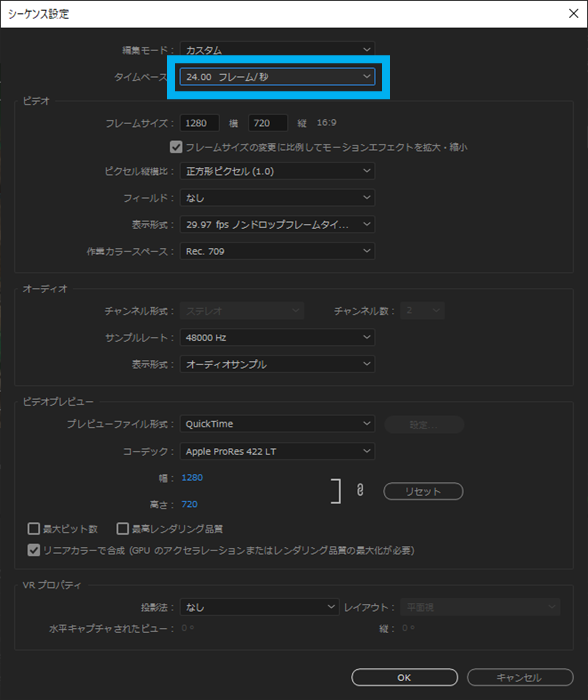 シーケンス設定
編集モード： カスタム
タイムベース 24.00 フレーム/秒
ビデオ
フレームサイズ： 1280 横 720 縦 16:9
フレームサイズの変更に比例してモーションエフェクトを拡大・縮小
ピクセル縦横比： 正方形ピクセル (1.0)
フィールド： なし
表示形式： 29.97 fps ノンドロップフレームタイ...
作業カラースペース： Rec. 709
オーディオ
チャンネル形式： ステレオ チャンネル数： 2
サンプルレート： 48000 Hz
表示形式： オーディオサンプル
ビデオプレビュー
プレビューファイル形式： QuickTime 設定...
コーデック： Apple ProRes 422 LT
幅： 1280
リセット
高さ： 720
最大ビット数 最高レンダリング品質
リニアカラーで合成 (GPU のアクセラレーションまたはレンダリング品質の最大化が必要)
VR プロパティ
投影法： なし レイアウト： 平面視
水平キャプチャされたビュー： 0° 縦： 0°
OK キャンセル